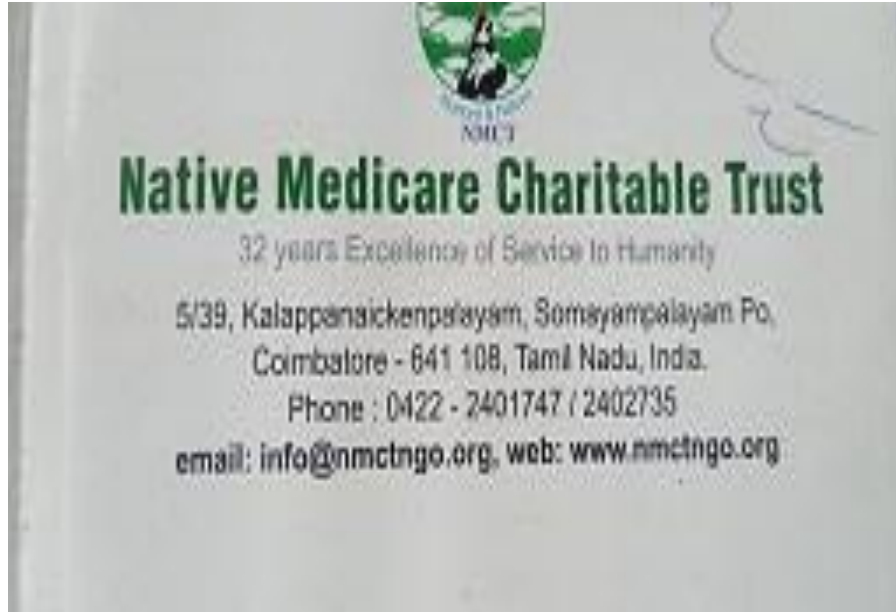 NMCT
Native Medicare Charitable Trust
32 years Excellence of Service to Humanity
5/39, Kalappanaickenpalayam, Somayampalayam Po,
Coimbatore - 641 108, Tamil Nadu, India.
Phone : 0422 - 2401747 / 2402735
email: info@nmctngo.org, web: www.nmctngo.org